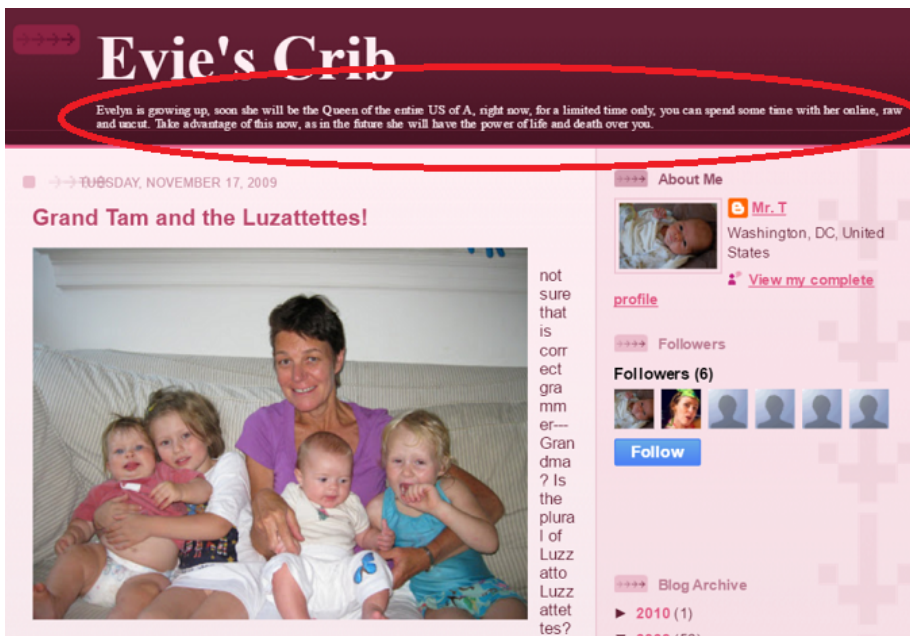 Evie's Crib
Evelyn is growing up, soon she will be the Queen of the entire US of A, right now, for a limited time only, you can spend some time with her online, raw
and uncut. Take advantage of this now, as in the future she will have the power of life and death over you.
TUESDAY, NOVEMBER 17, 2009
Grand Tam and the Luzattettes!
not
sure
that
is
corr
ect
gra
mm
er---
Gran
dma
? Is
the
plura
l of
Luzz
atto
Luzz
attet
tes?
About Me
Mr. T
Washington, DC, United
States
View my complete
profile
Followers
Followers (6)
Follow
Blog Archive
► 2010 (1)